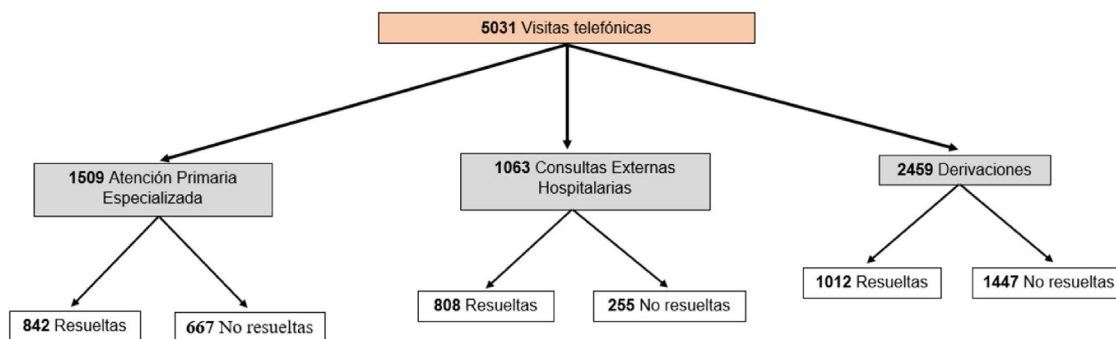 5031 Visitas telefónicas
1509 Atención Primaria
Especializada
1063 Consultas Externas
Hospitalarias
2459 Derivaciones
842 Resueltas
667 No resueltas
808 Resueltas
255 No resueltas
1012 Resueltas
1447 No resueltas